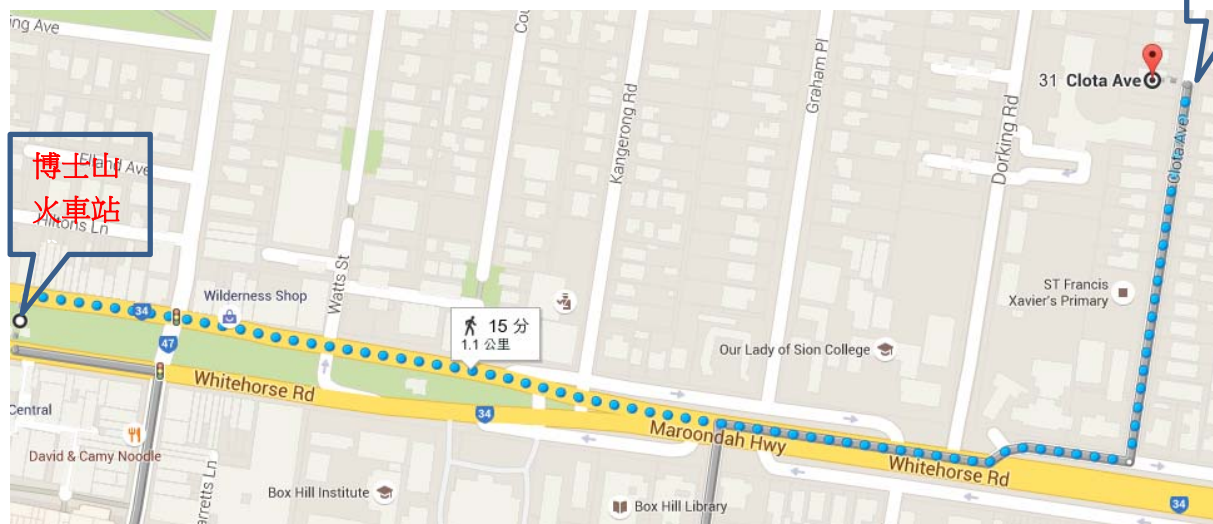 ng Ave
Cou
Kangerong Rd
Graham Pl
Dorking Rd
31 Clota Ave
Clota Ave
博士山
火車站
Elland Ave
Hiltons Ln
Watts St
Wilderness Shop
34
47
15 分
1.1 公里
ST Francis
Xavier's Primary
Our Lady of Sion College
Whitehorse Rd
34
Maroondah Hwy
Whitehorse Rd
Central
David & Camy Noodle
arretts Ln
Box Hill Institute
Box Hill Library
34